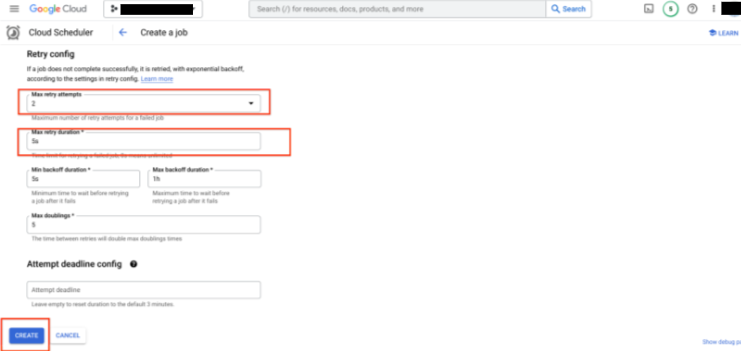 Google Cloud
Search (/) for resources, docs, products, and more
Search
5
Cloud Scheduler
Create a job
LEARN
Retry config
If a job does not complete successfully, it is retried, with exponential backoff,
according to the settings in retry config. Learn more
Max retry attempts
2
Maximum number of retry attempts for a failed job
Max retry duration *
5s
Time limit for retrying a failed job, 0s means unlimited
Min backoff duration *
Max backoff duration *
5s
1h
Minimum time to wait before retrying
a job after it fails
Maximum time to wait before
retrying a job after it fails
Max doublings *
5
The time between retries will double max doublings times
Attempt deadline config
Attempt deadline
Leave empty to reset duration to the default 3 minutes.
CREATE
CANCEL
Show debug pa